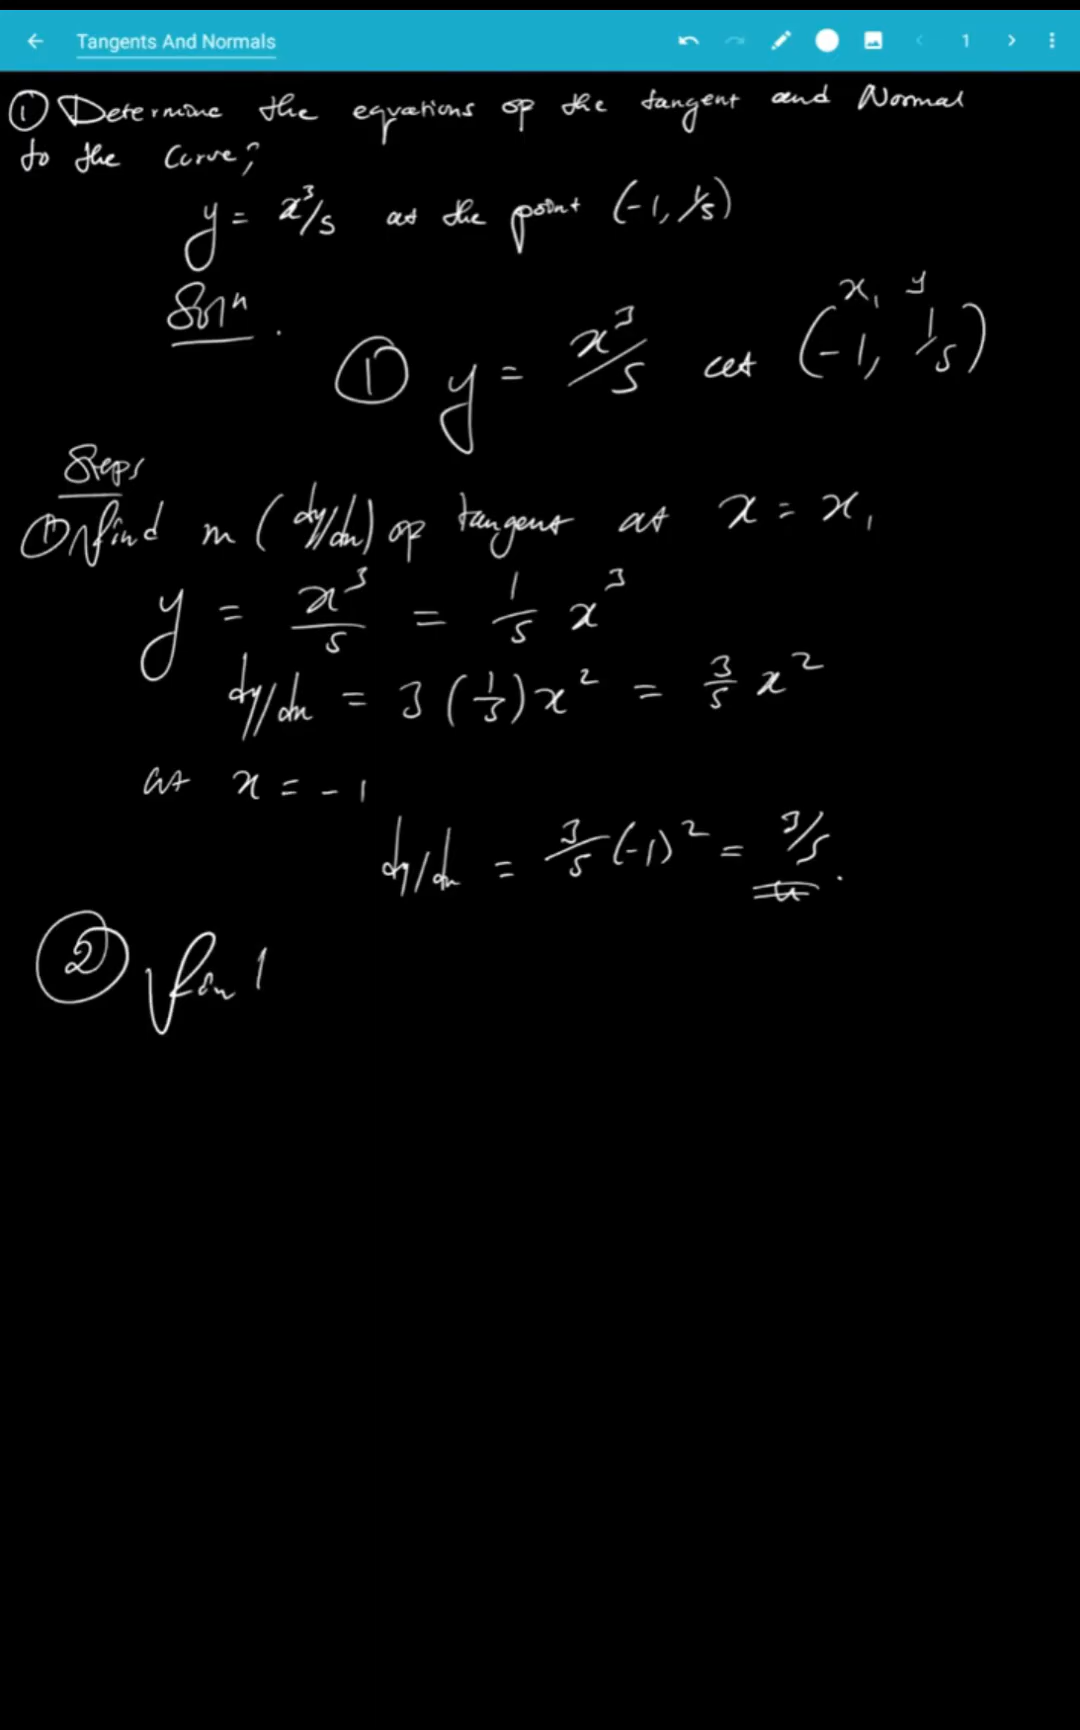 Tangents And Normals
1
① Determine the equations of the tangent and Normal
to the Curve;
y = x³/5 at the point (-1, 1/5)
Solⁿ.
x₁ y
① y = x³/5 at (-1, 1/5)
Steps
① find m (dy/dx) of tangent at x = x₁
y = x³/5 = 1/5 x³
dy/dx = 3 (1/5) x² = 3/5 x²
at x = -1
dy/dx = 3/5 (-1)² = 3/5.
②